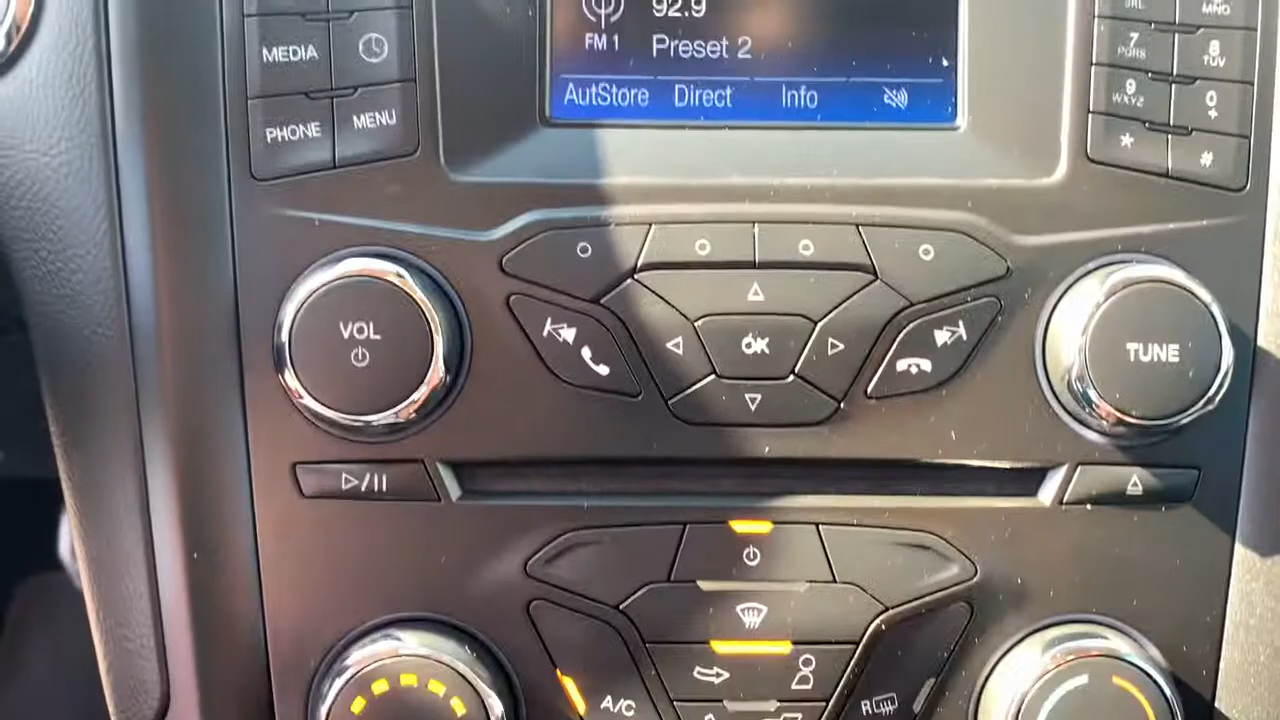 92.9
FM 1
Preset 2
AutStore Direct Info
MEDIA
PHONE
MENU
MNO
7
PQRS
8
TUV
9
WXYZ
0
+
*
#
VOL
OK
TUNE
A/C
R